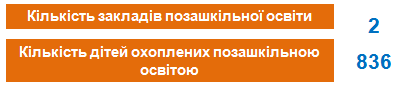 Кількість закладів позашкільної освіти
2
Кількість дітей охоплених позашкільною
освітою
836